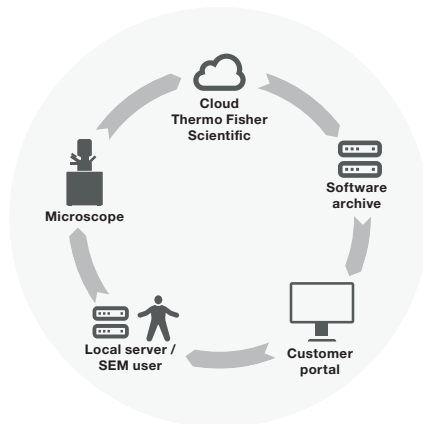 Cloud
Thermo Fisher
Scientific
Software
archive
Microscope
Customer
portal
Local server /
SEM user